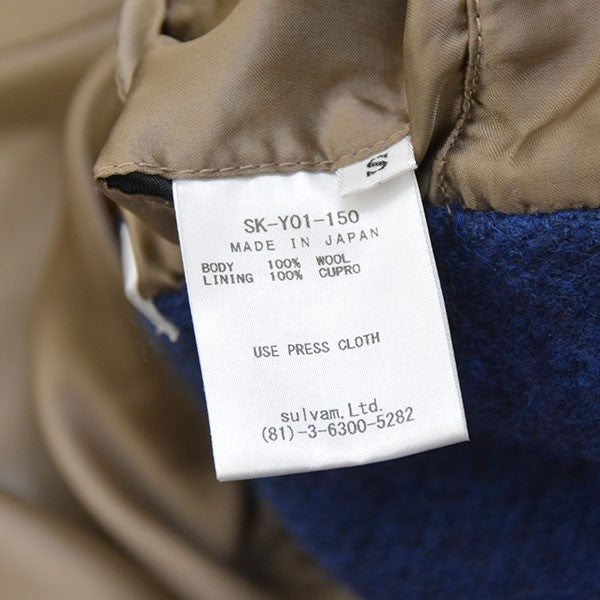 S
SK-Y01-150
MADE IN JAPAN
BODY 100% WOOL
LINING 100% CUPRO
USE PRESS CLOTH
sulvam.Ltd.
(81)-3-6300-5282